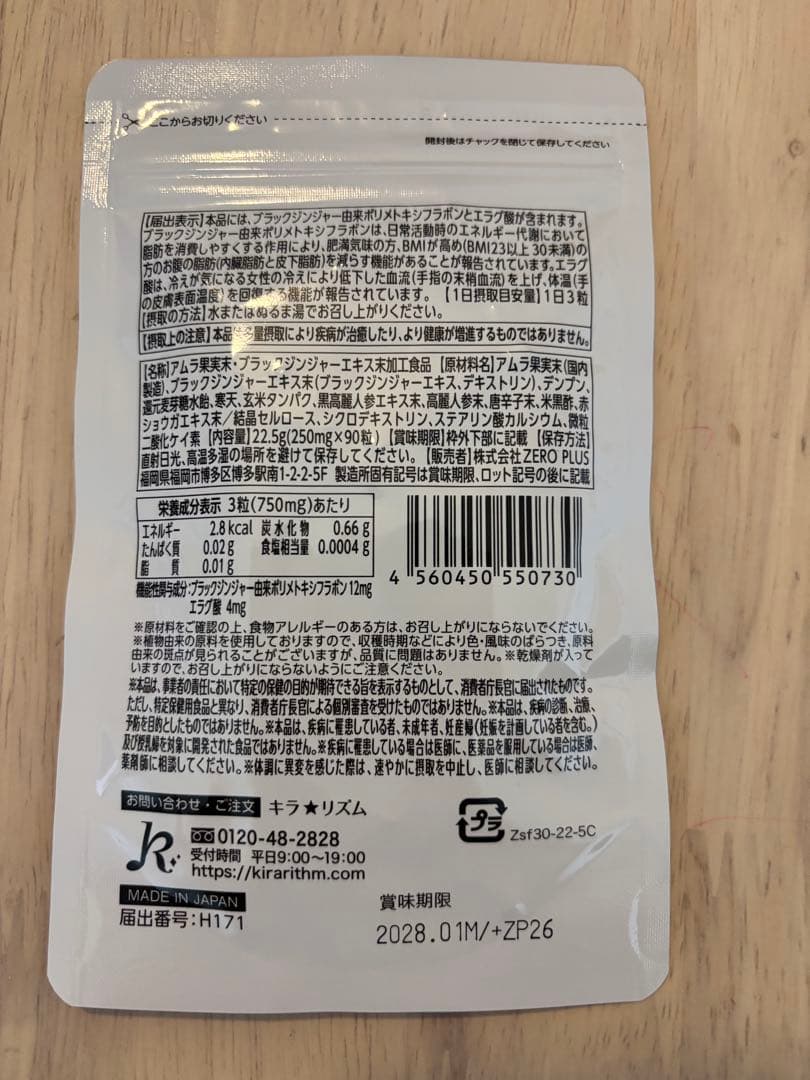 ここからお切りください
開封後はチャックを閉じて保存してください
【届出表示】本品には、ブラックジンジャー由来ポリメトキシフラボンとエラグ酸が含まれます。
ブラックジンジャー由来ポリメトキシフラボンは、日常活動時のエネルギー代謝において
脂肪を消費しやすくする作用により、肥満気味の方、BMIが高め(BMI23以上30未満)の
方のお腹の脂肪(内臓脂肪と皮下脂肪)を減らす機能があることが報告されています。エラグ
酸は、冷えが気になる女性の冷えにより低下した血流(手指の末梢血流)を上げ、体温(手
の皮膚表面温度)を回復する機能が報告されています。【1日摂取目安量】1日3粒
【摂取の方法】水またはぬるま湯でお召し上がりください。
【摂取上の注意】本品は多量摂取により疾病が治癒したり、より健康が増進するものではありません。
【名称】アムラ果実末・ブラックジンジャーエキス末加工食品【原材料名】アムラ果実末(国内
製造)、ブラックジンジャーエキス末(ブラックジンジャーエキス、デキストリン)、デンプン、
還元麦芽糖水飴、寒天、玄米タンパク、黒高麗人参エキス末、高麗人参末、唐辛子末、米黒酢、赤
ショウガエキス末/結晶セルロース、シクロデキストリン、ステアリン酸カルシウム、微粒
二酸化ケイ素【内容量】22.5g(250mg×90粒)【賞味期限】枠外下部に記載【保存方法】
直射日光、高温多湿の場所を避けて保存してください。【販売者】株式会社ZERO PLUS
福岡県福岡市博多区博多駅南1-2-2-5F 製造所固有記号は賞味期限、ロット記号の後に記載
栄養成分表示 3粒(750mg)あたり
エネルギー 2.8kcal 炭水化物 0.66g
たんぱく質 0.02g 食塩相当量 0.0004g
脂質 0.01g
機能性関与成分:ブラックジンジャー由来ポリメトキシフラボン12mg
エラグ酸 4mg
4 560450 550730
※原材料をご確認の上、食物アレルギーのある方は、お召し上がりにならないでください。
※植物由来の原料を使用しておりますので、収穫時期などにより色・風味のばらつき、原料
由来の斑点が見られることがございますが、品質に問題はありません。※乾燥剤が入って
いますので、お召し上がりにならないようにご注意ください。
※本品は、事業者の責任において特定の保健の目的が期待できる旨を表示するものとして、消費者庁長官に届出されたものです。
ただし、特定保健用食品と異なり、消費者庁長官による個別審査を受けたものではありません。※本品は、疾病の診断、治療、
予防を目的としたものではありません。※本品は、疾病に罹患している者、未成年者、妊産婦(妊娠を計画している者を含む。)
及び授乳婦を対象に開発された食品ではありません。※疾病に罹患している場合は医師に、医薬品を服用している場合は医師、
薬剤師に相談してください。※体調に異変を感じた際は、速やかに摂取を中止し、医師に相談してください。
お問い合わせ・ご注文 キラ★リズム
0120-48-2828
受付時間 平日9:00~19:00
https://kirarithm.com
プラ
Zsf30-22-5C
MADE IN JAPAN
届出番号:H171
賞味期限
2028.01M/+ZP26